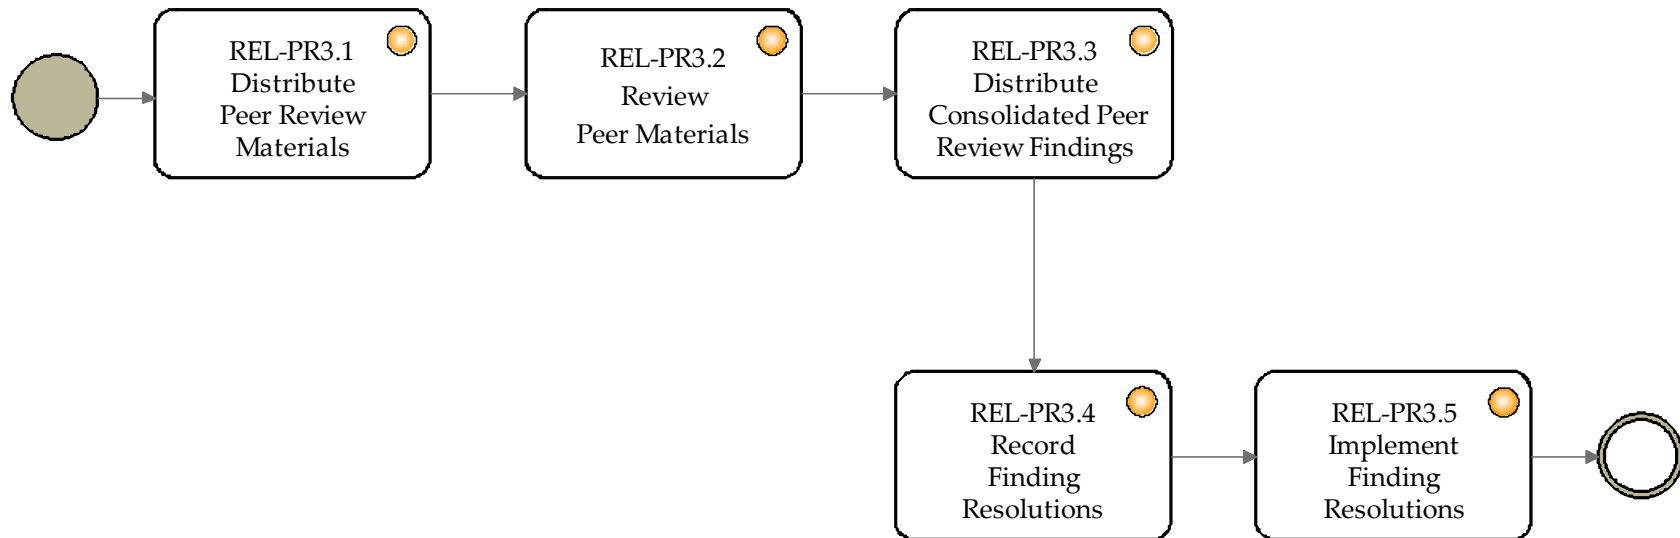 REL-PR3.1
Distribute
Peer Review
Materials
REL-PR3.2
Review
Peer Materials
REL-PR3.3
Distribute
Consolidated Peer
Review Findings
REL-PR3.4
Record
Finding
Resolutions
REL-PR3.5
Implement
Finding
Resolutions